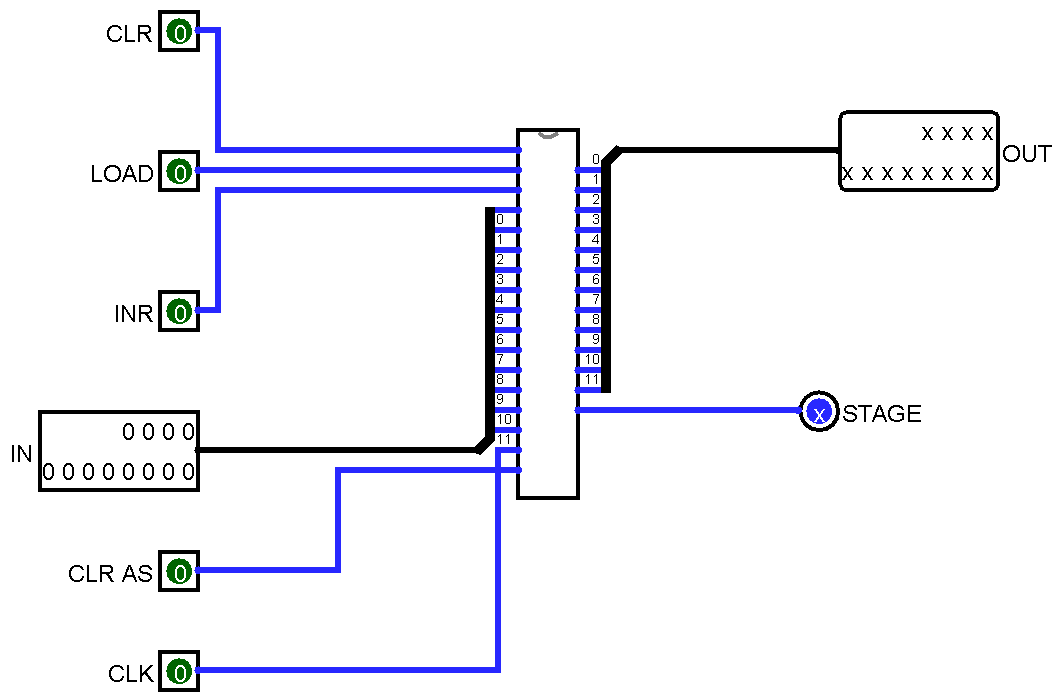 CLR 0
LOAD 0
INR 0
IN
0 0 0 0
0 0 0 0 0 0 0 0
CLR AS 0
CLK 0
0
1
2
3
4
5
6
7
8
9
10
11
0
1
2
3
4
5
6
7
8
9
10
11
x x x x
x x x x x x x x
OUT
x STAGE